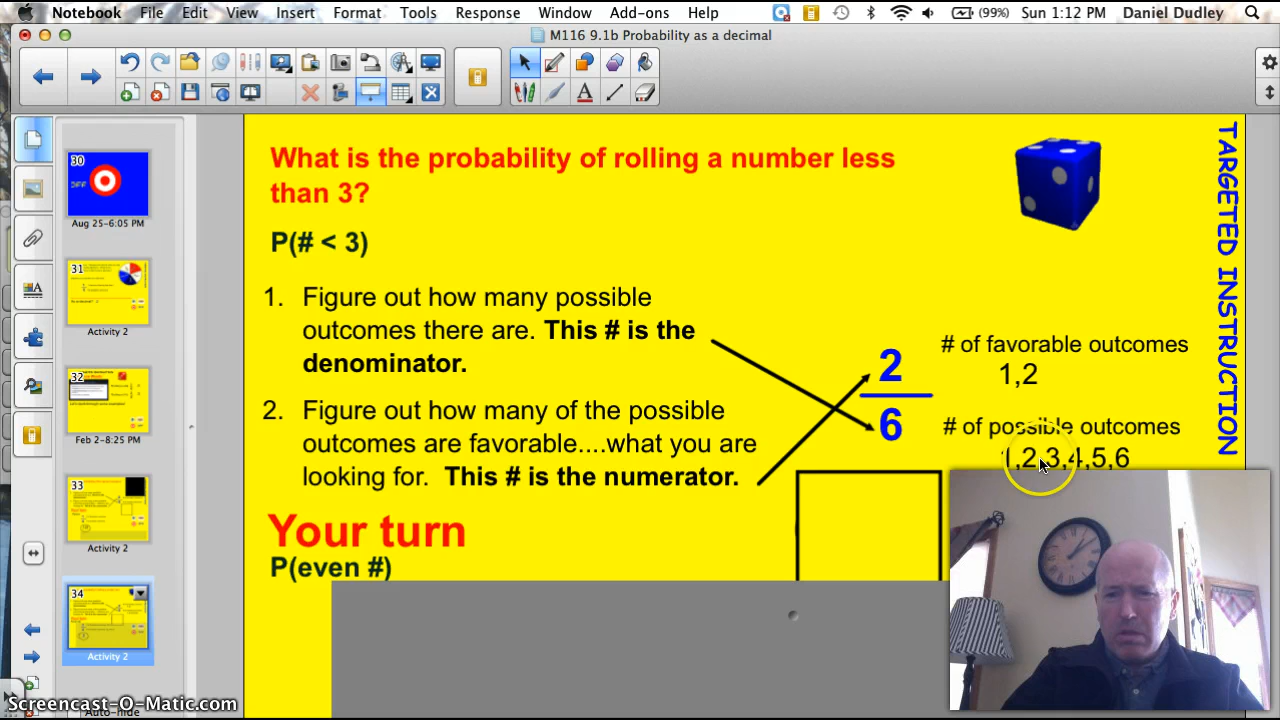 Notebook File Edit View Insert Format Tools Response Window Add-ons Help (99%) Sun 1:12 PM Daniel Dudley
M116 9.1b Probability as a decimal
30
Aug 25-6:05 PM
31
Activity 2
32
Feb 2-8:25 PM
33
Activity 2
34
Activity 2
What is the probability of rolling a number less
than 3?
P(# < 3)
1. Figure out how many possible
outcomes there are. This # is the
denominator.
2. Figure out how many of the possible
outcomes are favorable....what you are
looking for. This # is the numerator.
2
6
# of favorable outcomes
1,2
# of possible outcomes
1,2,3,4,5,6
TARGETED INSTRUCTION
Your turn
P(even #)
Screencast-O-Matic.com
Auto-hide